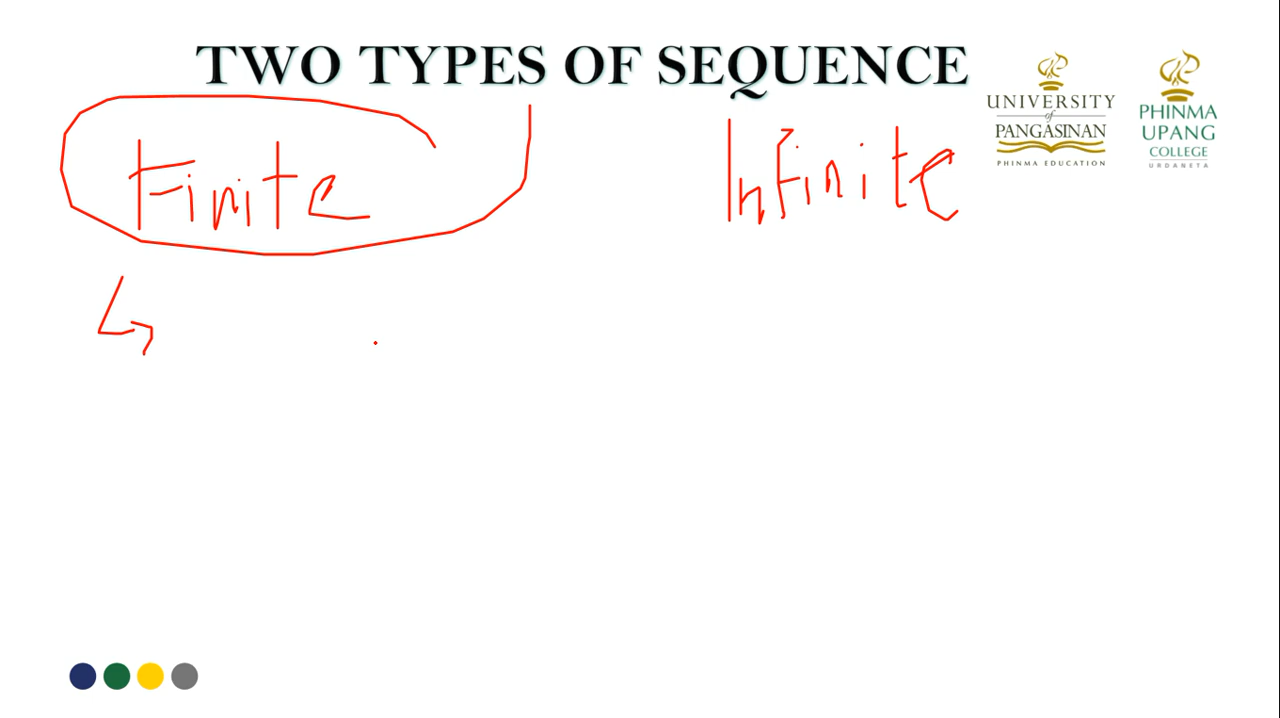 TWO TYPES OF SEQUENCE
UNIVERSITY
of
PANGASINAN
PHINMA EDUCATION
PHINMA
UPANG
COLLEGE
URDANETA
Finite
Infinite